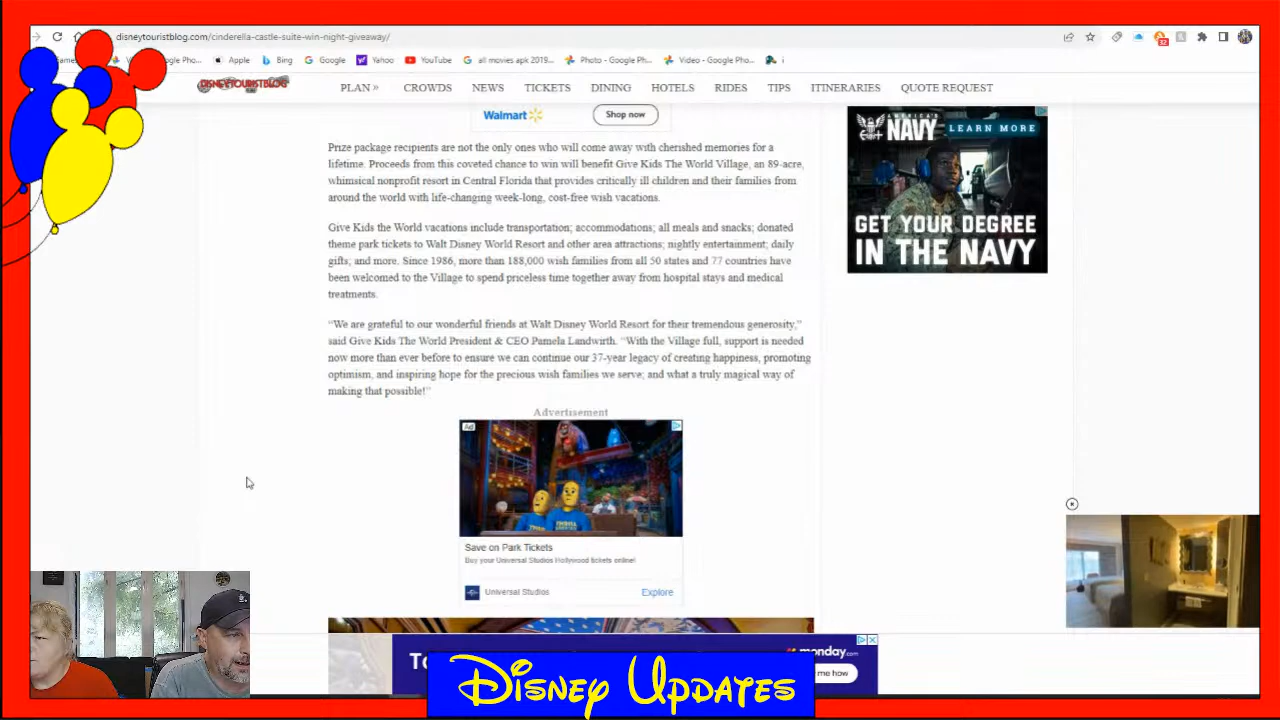 disneytouristblog.com/cinderella-castle-suite-win-night-giveaway/
Apple Bing Google Yahoo YouTube all movies apk 2019... Photo - Google Ph... Video - Google Pho...
DISNEYTOURISTBLOG PLAN » CROWDS NEWS TICKETS DINING HOTELS RIDES TIPS ITINERARIES QUOTE REQUEST
Walmart Shop now
Prize package recipients are not the only ones who will come away with cherished memories for a
lifetime. Proceeds from this coveted chance to win will benefit Give Kids The World Village, an 89-acre,
whimsical nonprofit resort in Central Florida that provides critically ill children and their families from
around the world with life-changing week-long, cost-free wish vacations.
Give Kids the World vacations include transportation; accommodations; all meals and snacks; donated
theme park tickets to Walt Disney World Resort and other area attractions; nightly entertainment; daily
gifts; and more. Since 1986, more than 188,000 wish families from all 50 states and 77 countries have
been welcomed to the Village to spend priceless time together away from hospital stays and medical
treatments.
“We are grateful to our wonderful friends at Walt Disney World Resort for their tremendous generosity,”
said Give Kids The World President & CEO Pamela Landwirth. “With the Village full, support is needed
now more than ever before to ensure we can continue our 37-year legacy of creating happiness, promoting
optimism, and inspiring hope for the precious wish families we serve; and what a truly magical way of
making that possible!”
AMERICA'S
NAVY LEARN MORE
GET YOUR DEGREE
IN THE NAVY
Advertisement
Ad
Save on Park Tickets
Buy your Universal Studios Hollywood tickets online!
Universal Studios Explore
monday.com
me how
Disney Updates